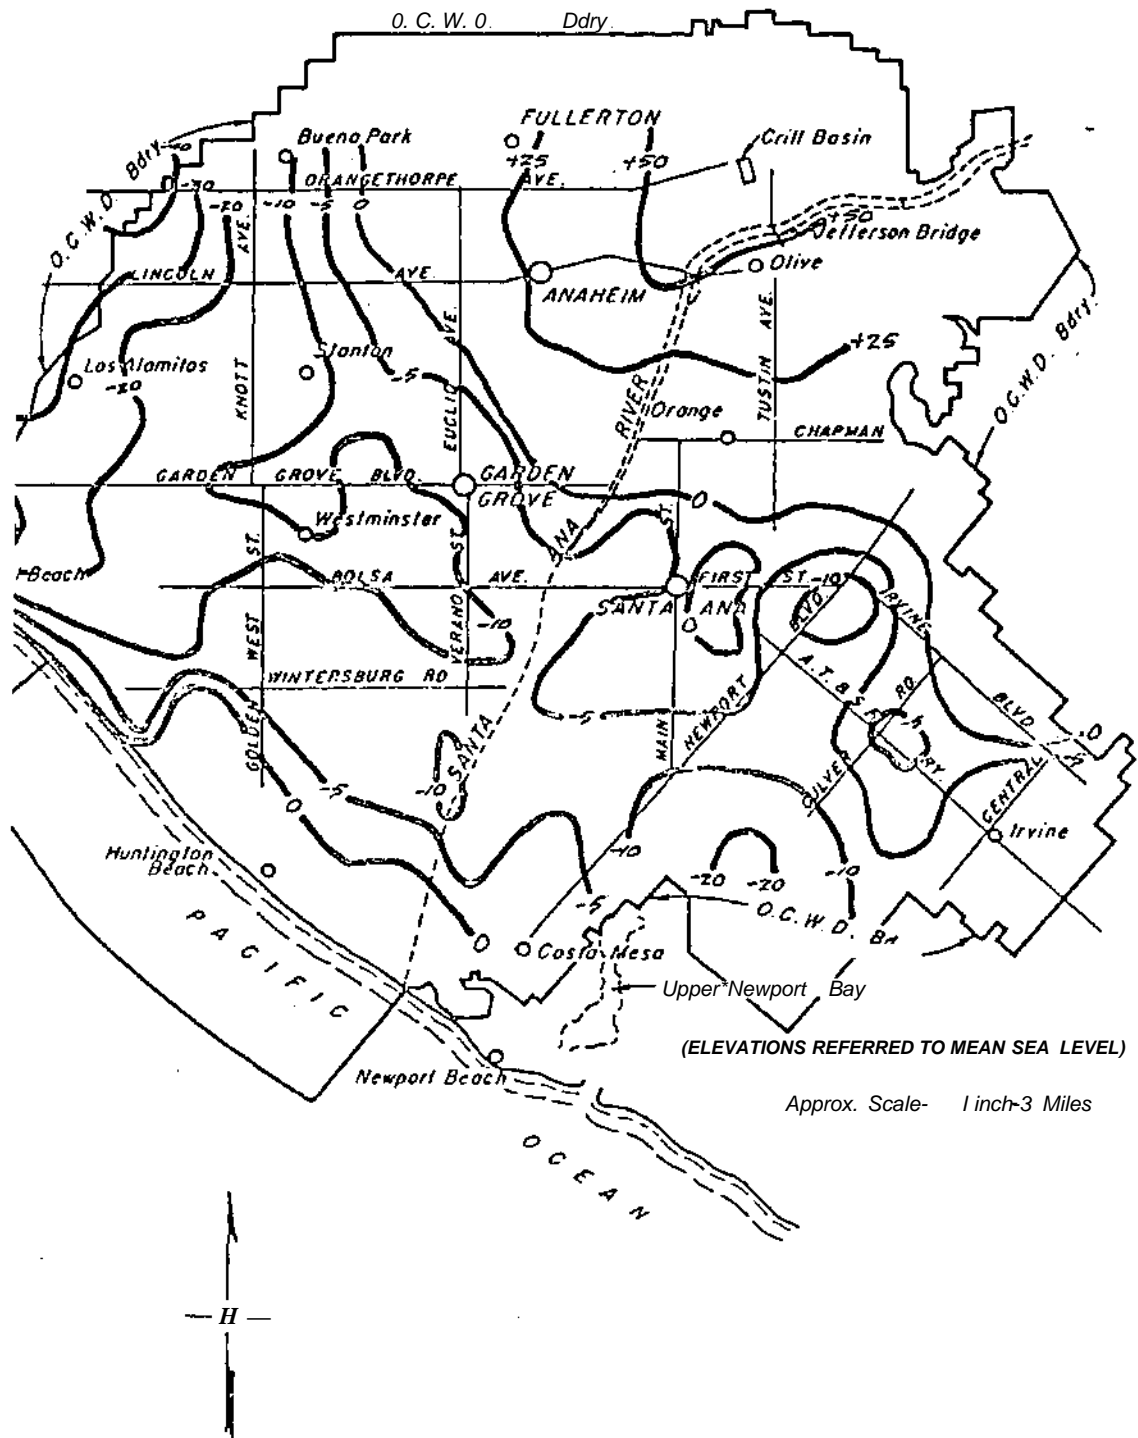 O. C. W. O. Ddry.
FULLERTON
Bueno Park
Crill Basin
+25
+50
O.C.W.D. Bdry.
ORANGETHORPE AVE.
-30
-20
-10
-5
0
+50
Jefferson Bridge
Olive
LINCOLN AVE.
ANAHEIM
KNOTT AVE.
EUCLID AVE.
TUSTIN AVE.
O.C.W.D. Bdry.
+25
Stanton
Los Alamitos
-20
-5
RIVER
Orange
CHAPMAN
GARDEN GROVE BLVD.
GARDEN
GROVE
0
Westminster
ANA
ST.
Beach
BOLSA AVE.
FIRST ST.
-10
SANTA ANA
0
IRVINE BLVD.
VERANO ST.
-10
GOLDEN WEST ST.
WINTERSBURG RD
-5
MAIN
NEWPORT BLVD.
A.T. & S.F. RY.
CULVER RD
CENTRAL
0
-5
SANTA
-10
-5
0
Irvine
-10
-20
-20
-10
-5
Huntington
Beach
O.C.W.D. Bd
0
Costa Mesa
PACIFIC
Upper Newport Bay
(ELEVATIONS REFERRED TO MEAN SEA LEVEL)
Newport Beach
Approx. Scale- I inch-3 Miles
OCEAN
H